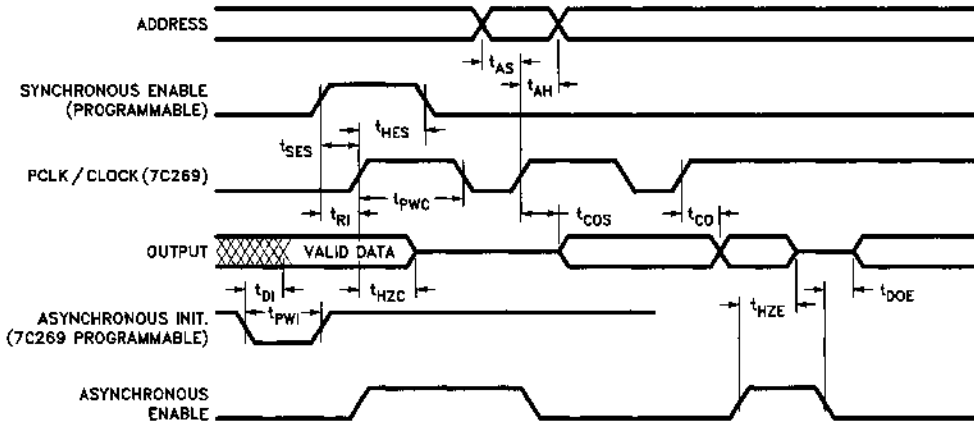 ADDRESS
tAS
tAH
SYNCHRONOUS ENABLE
(PROGRAMMABLE)
tHES
tSES
PCLK / CLOCK (7C269)
tRI
tPWC
tCOS
tCO
OUTPUT
VALID DATA
tDI
tPWI
tHZC
tHZE
tDOE
ASYNCHRONOUS INIT.
(7C269 PROGRAMMABLE)
ASYNCHRONOUS
ENABLE